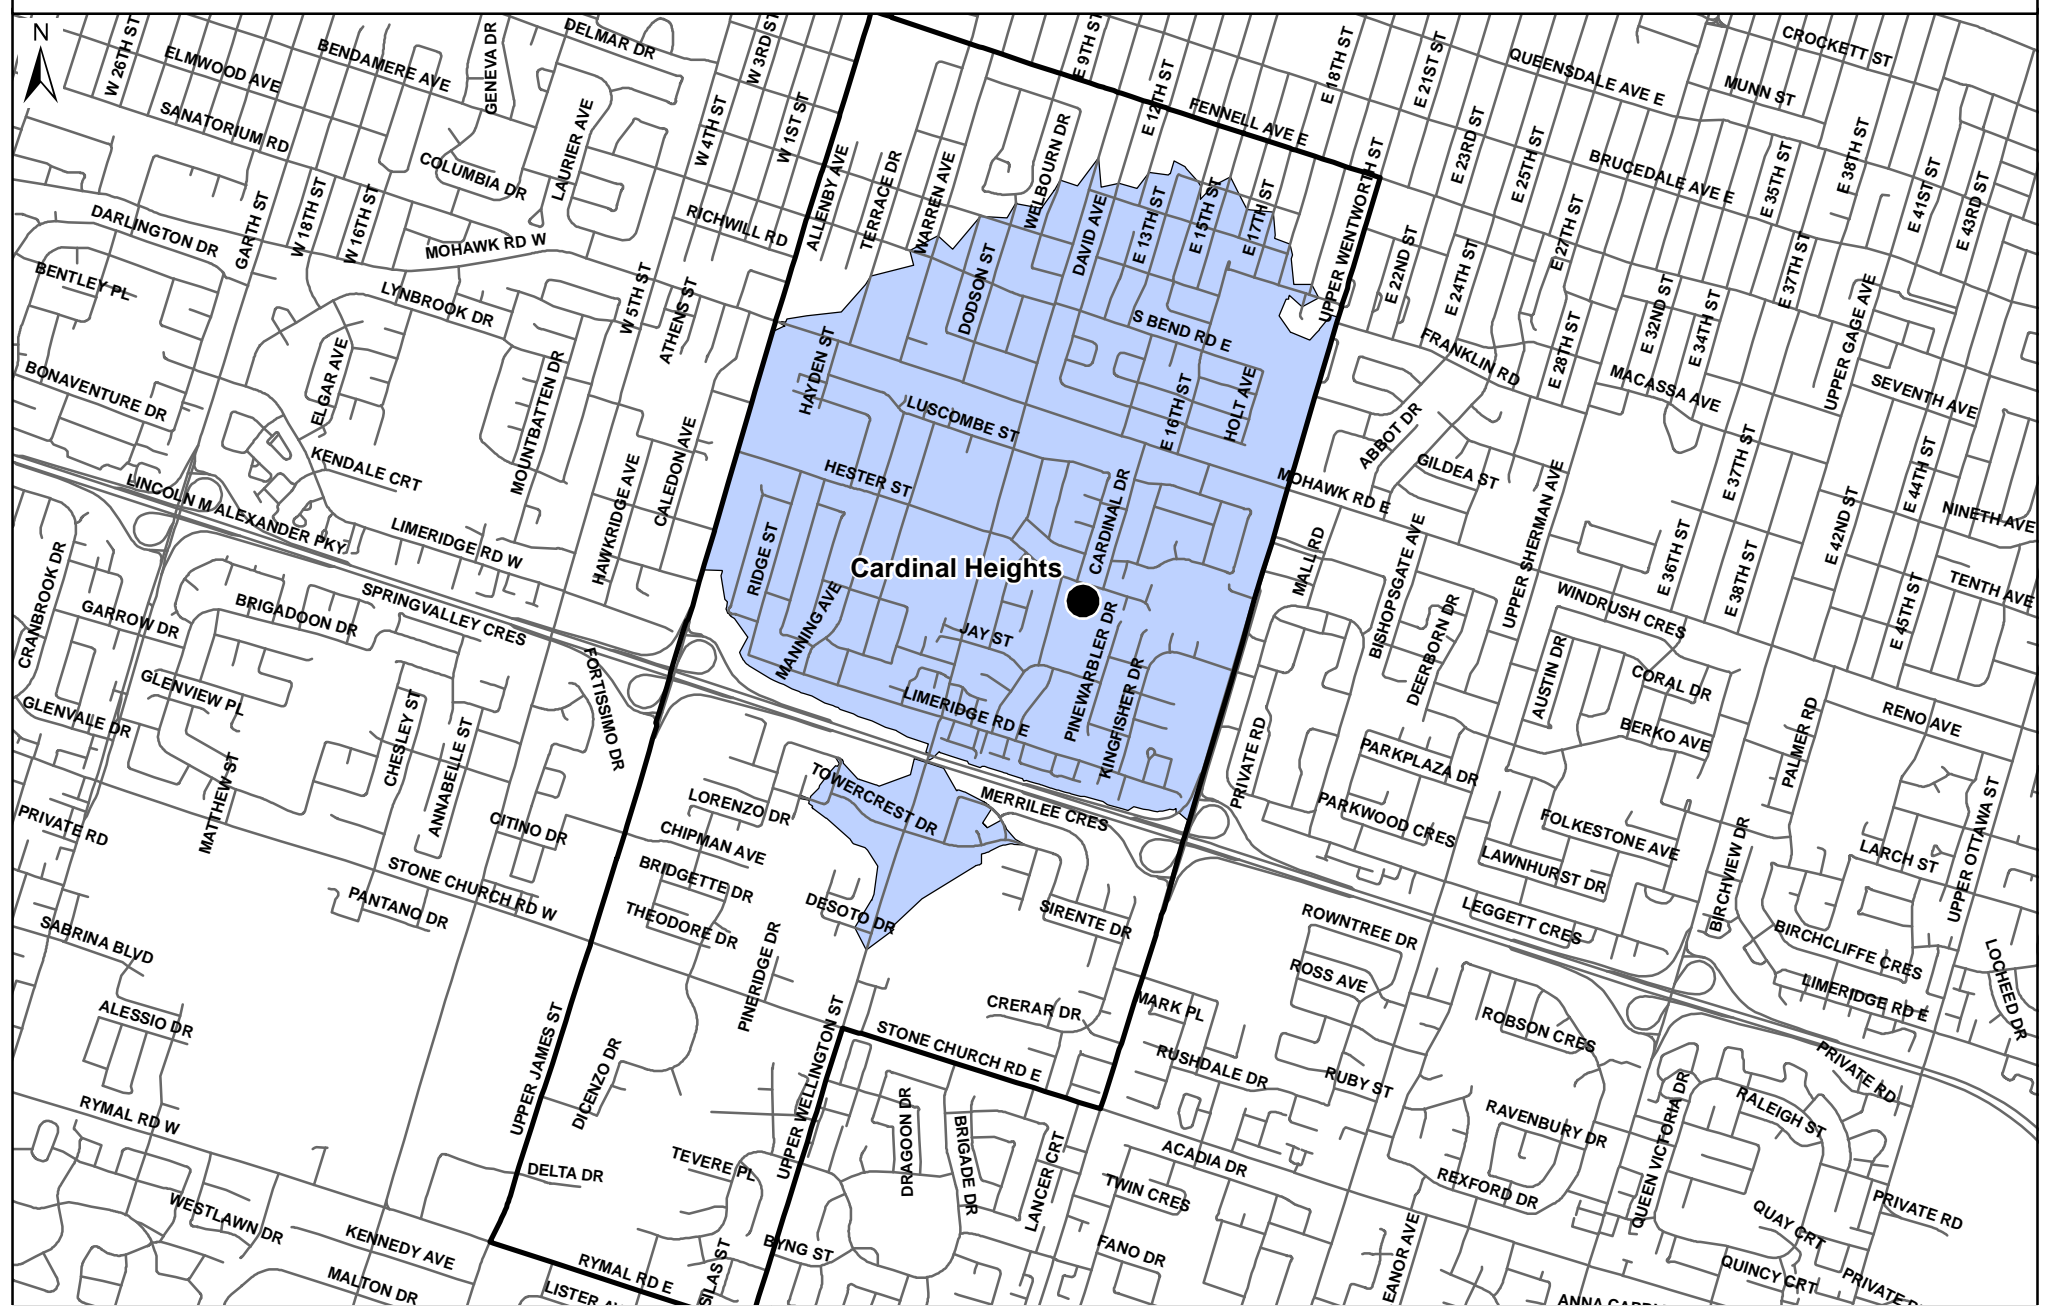 N
W 26TH ST
ELMWOOD AVE
BENDAMERE AVE
GENEVA DR
DELMAR DR
W 3RD ST
E 9TH ST
E 12TH ST
FENNELL AVE E
E 18TH ST
E 21ST ST
QUEENSDALE AVE E
CROCKETT ST
MUNN ST
SANATORIUM RD
COLUMBIA DR
LAURIER AVE
W 4TH ST
W 1ST ST
ALLENBY AVE
TERRACE DR
WARREN AVE
WELBOURN DR
DAVID AVE
E 13TH ST
E 15TH ST
E 17TH ST
UPPER WENTWORTH ST
E 23RD ST
E 25TH ST
BRUCEDALE AVE E
E 35TH ST
E 38TH ST
E 41ST ST
E 43RD ST
DARLINGTON DR
GARTH ST
W 18TH ST
W 16TH ST
MOHAWK RD W
RICHWILL RD
E 22ND ST
E 24TH ST
E 27TH ST
E 37TH ST
BENTLEY PL
LYNBROOK DR
W 5TH ST
ATHENS ST
HAYDEN ST
DODSON ST
S BEND RD E
FRANKLIN RD
E 28TH ST
E 32ND ST
E 34TH ST
UPPER GAGE AVE
MACASSA AVE
SEVENTH AVE
BONAVENTURE DR
ELGAR AVE
MOUNTBATTEN DR
LUSCOMBE ST
E 16TH ST
HOLT AVE
ABBOT DR
KENDALE CRT
CALEDON AVE
HESTER ST
CARDINAL DR
MOHAWK RD E
GILDEA ST
E 37TH ST
E 44TH ST
NINETH AVE
LINCOLN M ALEXANDER PKY
LIMERIDGE RD W
HAWKRIDGE AVE
RIDGE ST
Cardinal Heights
MALL RD
BISHOPSGATE AVE
UPPER SHERMAN AVE
E 36TH ST
E 38TH ST
E 42ND ST
TENTH AVE
CRANBROOK DR
GARROW DR
BRIGADOON DR
SPRINGVALLEY CRES
MANNING AVE
JAY ST
PINEWARBLER DR
KINGFISHER DR
DEERBORN DR
WINDRUSH CRES
E 45TH ST
GLENVIEW PL
GLENVALE DR
CHESLEY ST
ANNABELLE ST
FORTISSIMO DR
LIMERIDGE RD E
PRIVATE RD
AUSTIN DR
CORAL DR
BERKO AVE
PALMER RD
RENO AVE
PRIVATE RD
MATTHEW ST
CITINO DR
LORENZO DR
TOWERCREST DR
MERRILEE CRES
PARKPLAZA DR
PARKWOOD CRES
FOLKESTONE AVE
LAWNHURST DR
BIRCHVIEW DR
LARCH ST
UPPER OTTAWA ST
STONE CHURCH RD W
CHIPMAN AVE
BRIDGETTE DR
THEODORE DR
DESOTO DR
SIRENTE DR
PANTANO DR
LEGGETT CRES
ROWNTREE DR
BIRCHCLIFFE CRES
SABRINA BLVD
PINERIDGE DR
ROSS AVE
LIMERIDGE RD E
LOCHEED DR
ALESSIO DR
CRERAR DR
MARK PL
ROBSON CRES
UPPER JAMES ST
DICENZO DR
UPPER WELLINGTON ST
STONE CHURCH RD E
RUSHDALE DR
RUBY ST
PRIVATE RD
RYMAL RD W
DRAGOON DR
BRIGADE DR
RAVENBURY DR
QUEEN VICTORIA DR
RALEIGH ST
DELTA DR
TEVERE PL
LANCER CRT
ACADIA DR
TWIN CRES
REXFORD DR
QUAY CRT
PRIVATE RD
WESTLAWN DR
KENNEDY AVE
BYNG ST
FANO DR
QUINCY CRT
MALTON DR
RYMAL RD E
SILAS ST